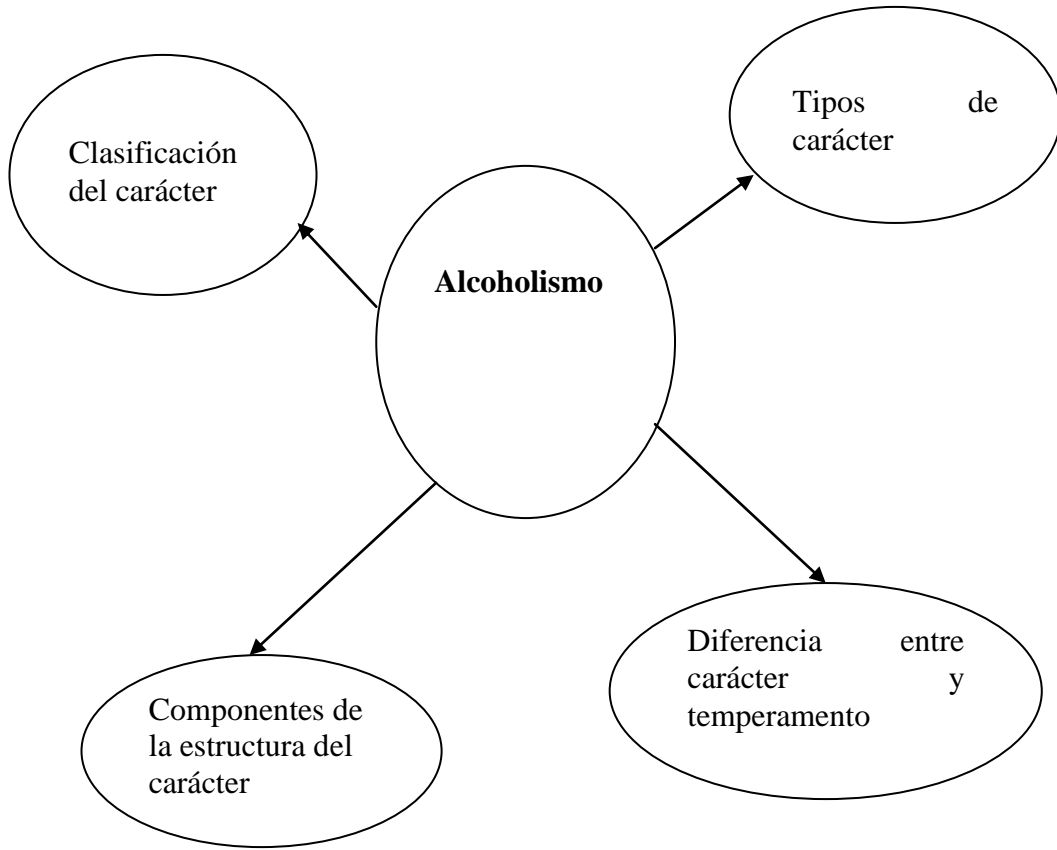 Clasificación
del carácter
Tipos de
carácter
Alcoholismo
Componentes de
la estructura del
carácter
Diferencia entre
carácter y
temperamento